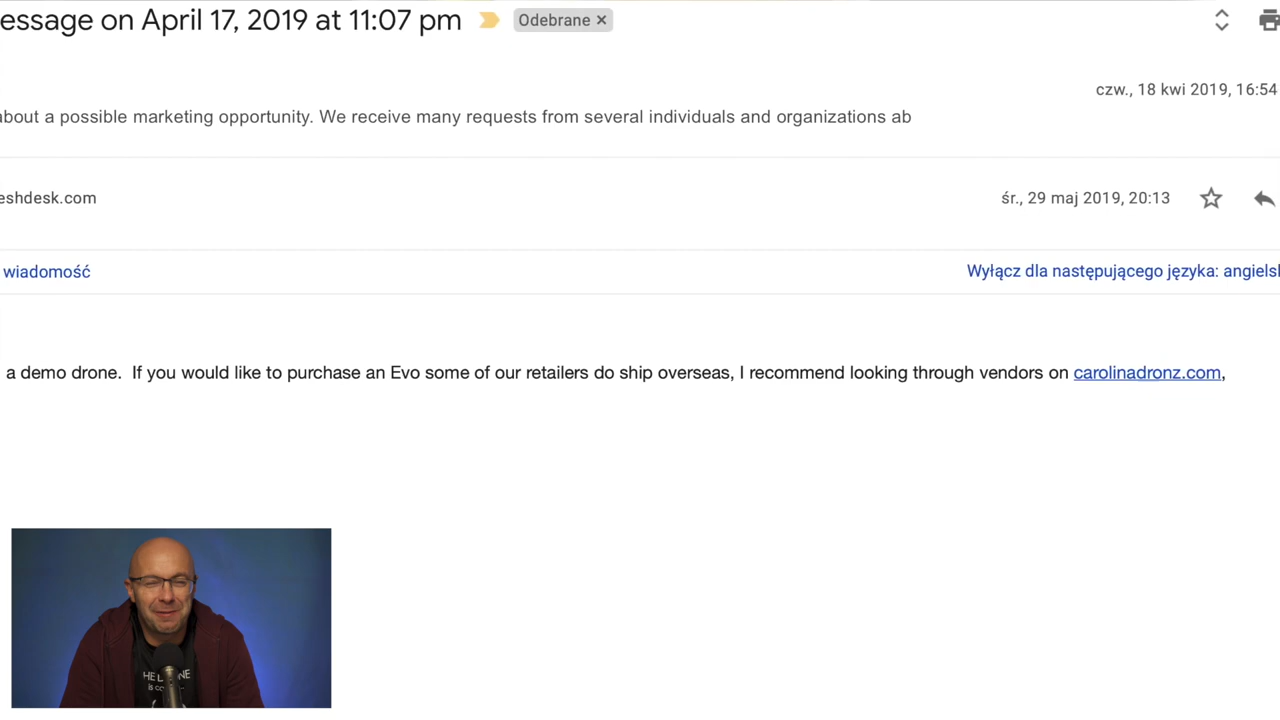 essage on April 17, 2019 at 11:07 pm Odebrane ×
czw., 18 kwi 2019, 16:54
about a possible marketing opportunity. We receive many requests from several individuals and organizations ab
eshdesk.com śr., 29 maj 2019, 20:13
wiadomość Wyłącz dla następującego języka: angiels
a demo drone. If you would like to purchase an Evo some of our retailers do ship overseas, I recommend looking through vendors on carolinadronz.com,